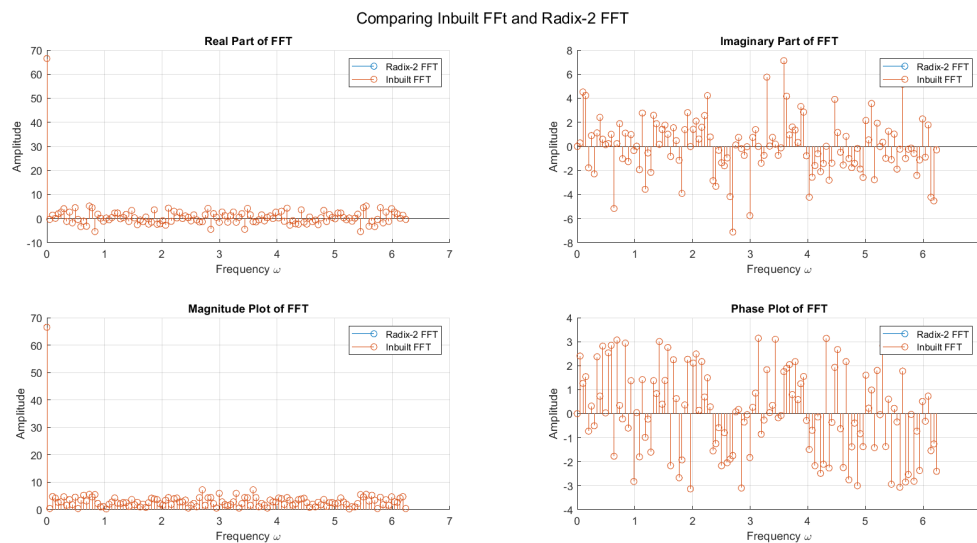 Comparing Inbuilt FFt and Radix-2 FFT
Real Part of FFT
70
60
50
40
30
20
10
0
-10
Amplitude
Radix-2 FFT
Inbuilt FFT
0 1 2 3 4 5 6 7
Frequency ω
Imaginary Part of FFT
8
6
4
2
0
-2
-4
-6
-8
Amplitude
Radix-2 FFT
Inbuilt FFT
0 1 2 3 4 5 6
Frequency ω
Magnitude Plot of FFT
70
60
50
40
30
20
10
0
Amplitude
Radix-2 FFT
Inbuilt FFT
0 1 2 3 4 5 6 7
Frequency ω
Phase Plot of FFT
4
3
2
1
0
-1
-2
-3
-4
Amplitude
Radix-2 FFT
Inbuilt FFT
0 1 2 3 4 5 6
Frequency ω